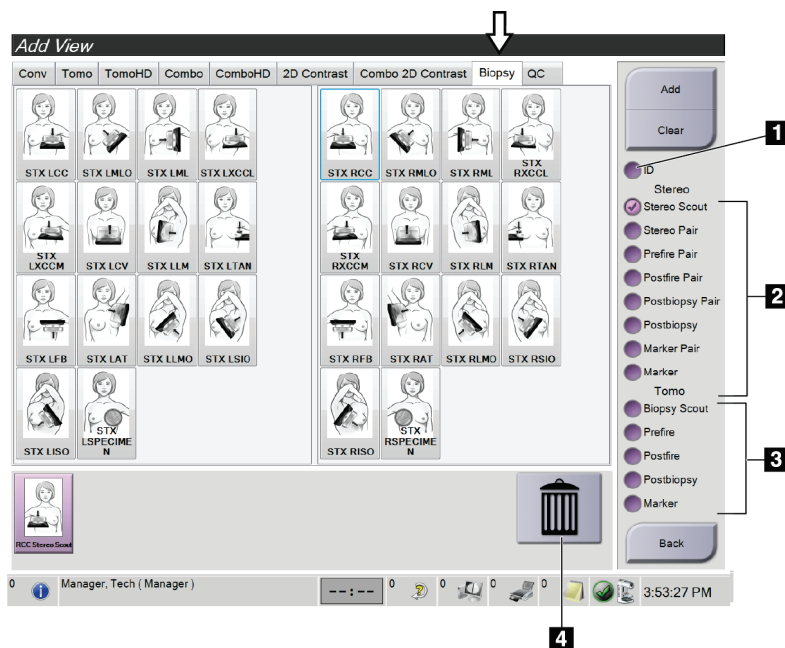 Add View
Conv Tomo TomoHD Combo ComboHD 2D Contrast Combo 2D Contrast Biopsy QC
STX LCC STX LMLO STX LML STX LXCCL
STX RCC STX RMLO STX RML STX RXCCL
STX LXCCM STX LCV STX LLM STX LTAN
STX RXCCM STX RCV STX RLN STX RTAN
STX LFB STX LAT STX LLMO STX LSIO
STX RFB STX RAT STX RLMO STX RSIO
STX LISO STX LSPECIMEN
STX RISO STX RSPECIMEN
Add
Clear
ID
Stereo
Stereo Scout
Stereo Pair
Prefire Pair
Postfire Pair
Postbiopsy Pair
Postbiopsy
Marker Pair
Marker
Tomo
Biopsy Scout
Prefire
Postfire
Postbiopsy
Marker
Back
1
2
3
RCC Stereo Scout
0 Manager, Tech ( Manager ) --:-- 0 0 0 0 3:53:27 PM
4